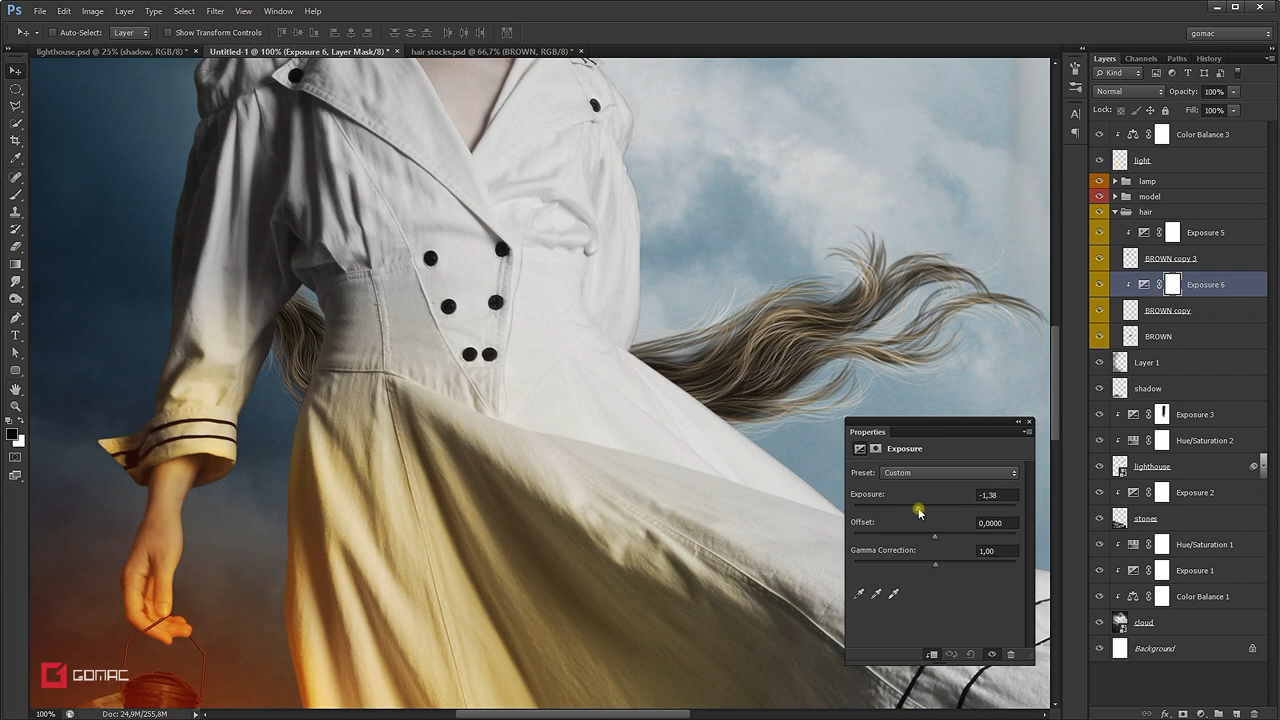 Ps File Edit Image Layer Type Select Filter View Window Help
Auto-Select: Layer Show Transform Controls gomac
lighthouse.psd @ 25% (shadow, RGB/8) * × Untitled-1 @ 100% (Exposure 6, Layer Mask/8) * × hair stocks.psd @ 66,7% (BROWN, RGB/8) * ×
Layers Channels Paths History
Kind
Normal Opacity: 100%
Lock: Fill: 100%
Color Balance 3
light
lamp
model
hair
Exposure 5
BROWN copy 3
Exposure 6
BROWN copy
BROWN
Layer 1
shadow
Exposure 3
Hue/Saturation 2
lighthouse
Exposure 2
stones
Hue/Saturation 1
Exposure 1
Color Balance 1
cloud
Background
Properties
Exposure
Preset: Custom
Exposure: -1,38
Offset: 0,0000
Gamma Correction: 1,00
GOMAC
100% Doc: 24,9M/255,8M